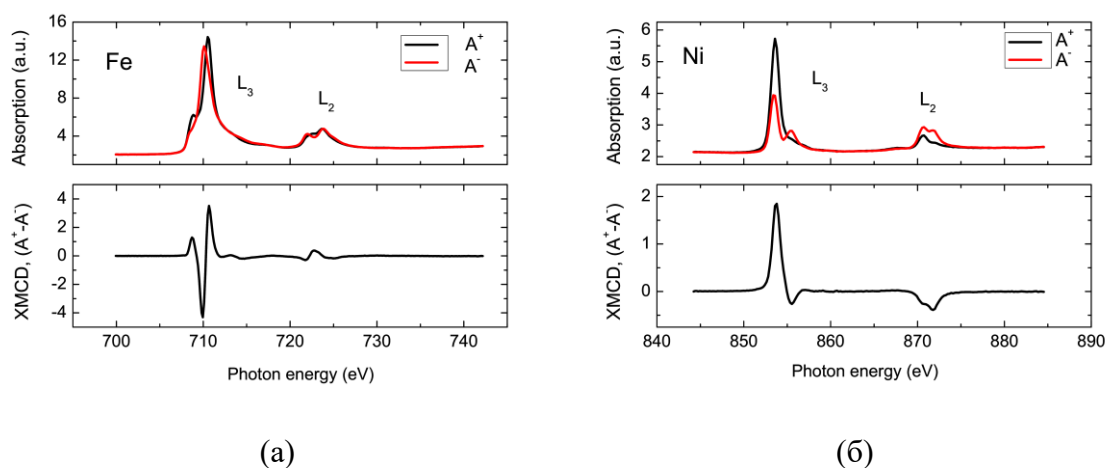 Fe
A⁺
A⁻
L₃
L₂
Absorption (a.u.)
16
12
8
4
XMCD, (A⁺-A⁻)
4
2
0
-2
-4
700 710 720 730 740
Photon energy (eV)
(а)
Ni
A⁺
A⁻
L₃
L₂
Absorption (a.u.)
6
5
4
3
2
XMCD, (A⁺-A⁻)
2
1
0
840 850 860 870 880 890
Photon energy (eV)
(б)